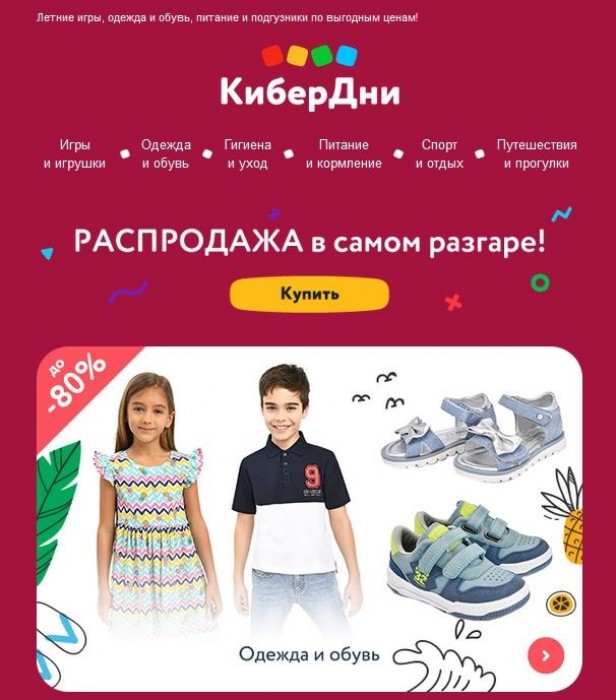 Летние игры, одежда и обувь, питание и подгузники по выгодным ценам!
КиберДни
Игры
и игрушки
Одежда
и обувь
Гигиена
и уход
Питание
и кормление
Спорт
и отдых
Путешествия
и прогулки
РАСПРОДАЖА в самом разгаре!
Купить
до
-80%
9
Одежда и обувь